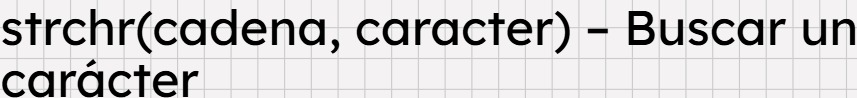 strchr(cadena, caracter) – Buscar un
carácter